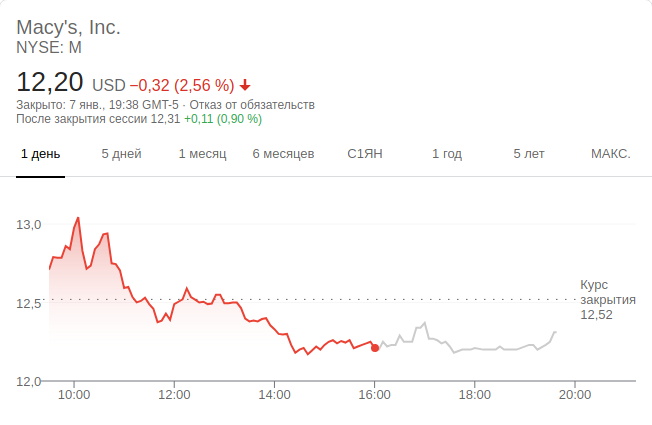 Macy's, Inc.
NYSE: M
12,20 USD −0,32 (2,56 %)
Закрыто: 7 янв., 19:38 GMT-5 · Отказ от обязательств
После закрытия сессии 12,31 +0,11 (0,90 %)
1 день 5 дней 1 месяц 6 месяцев С1ЯН 1 год 5 лет МАКС.
13,0
12,5
12,0
Курс
закрытия
12,52
10:00 12:00 14:00 16:00 18:00 20:00